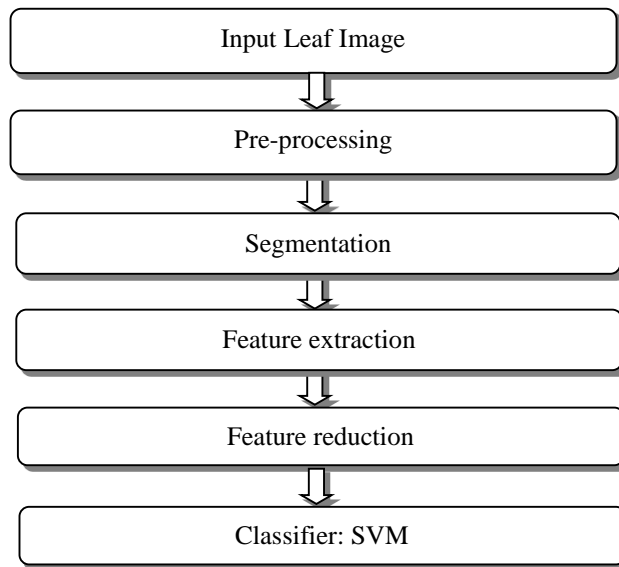 Input Leaf Image
Pre-processing
Segmentation
Feature extraction
Feature reduction
Classifier: SVM